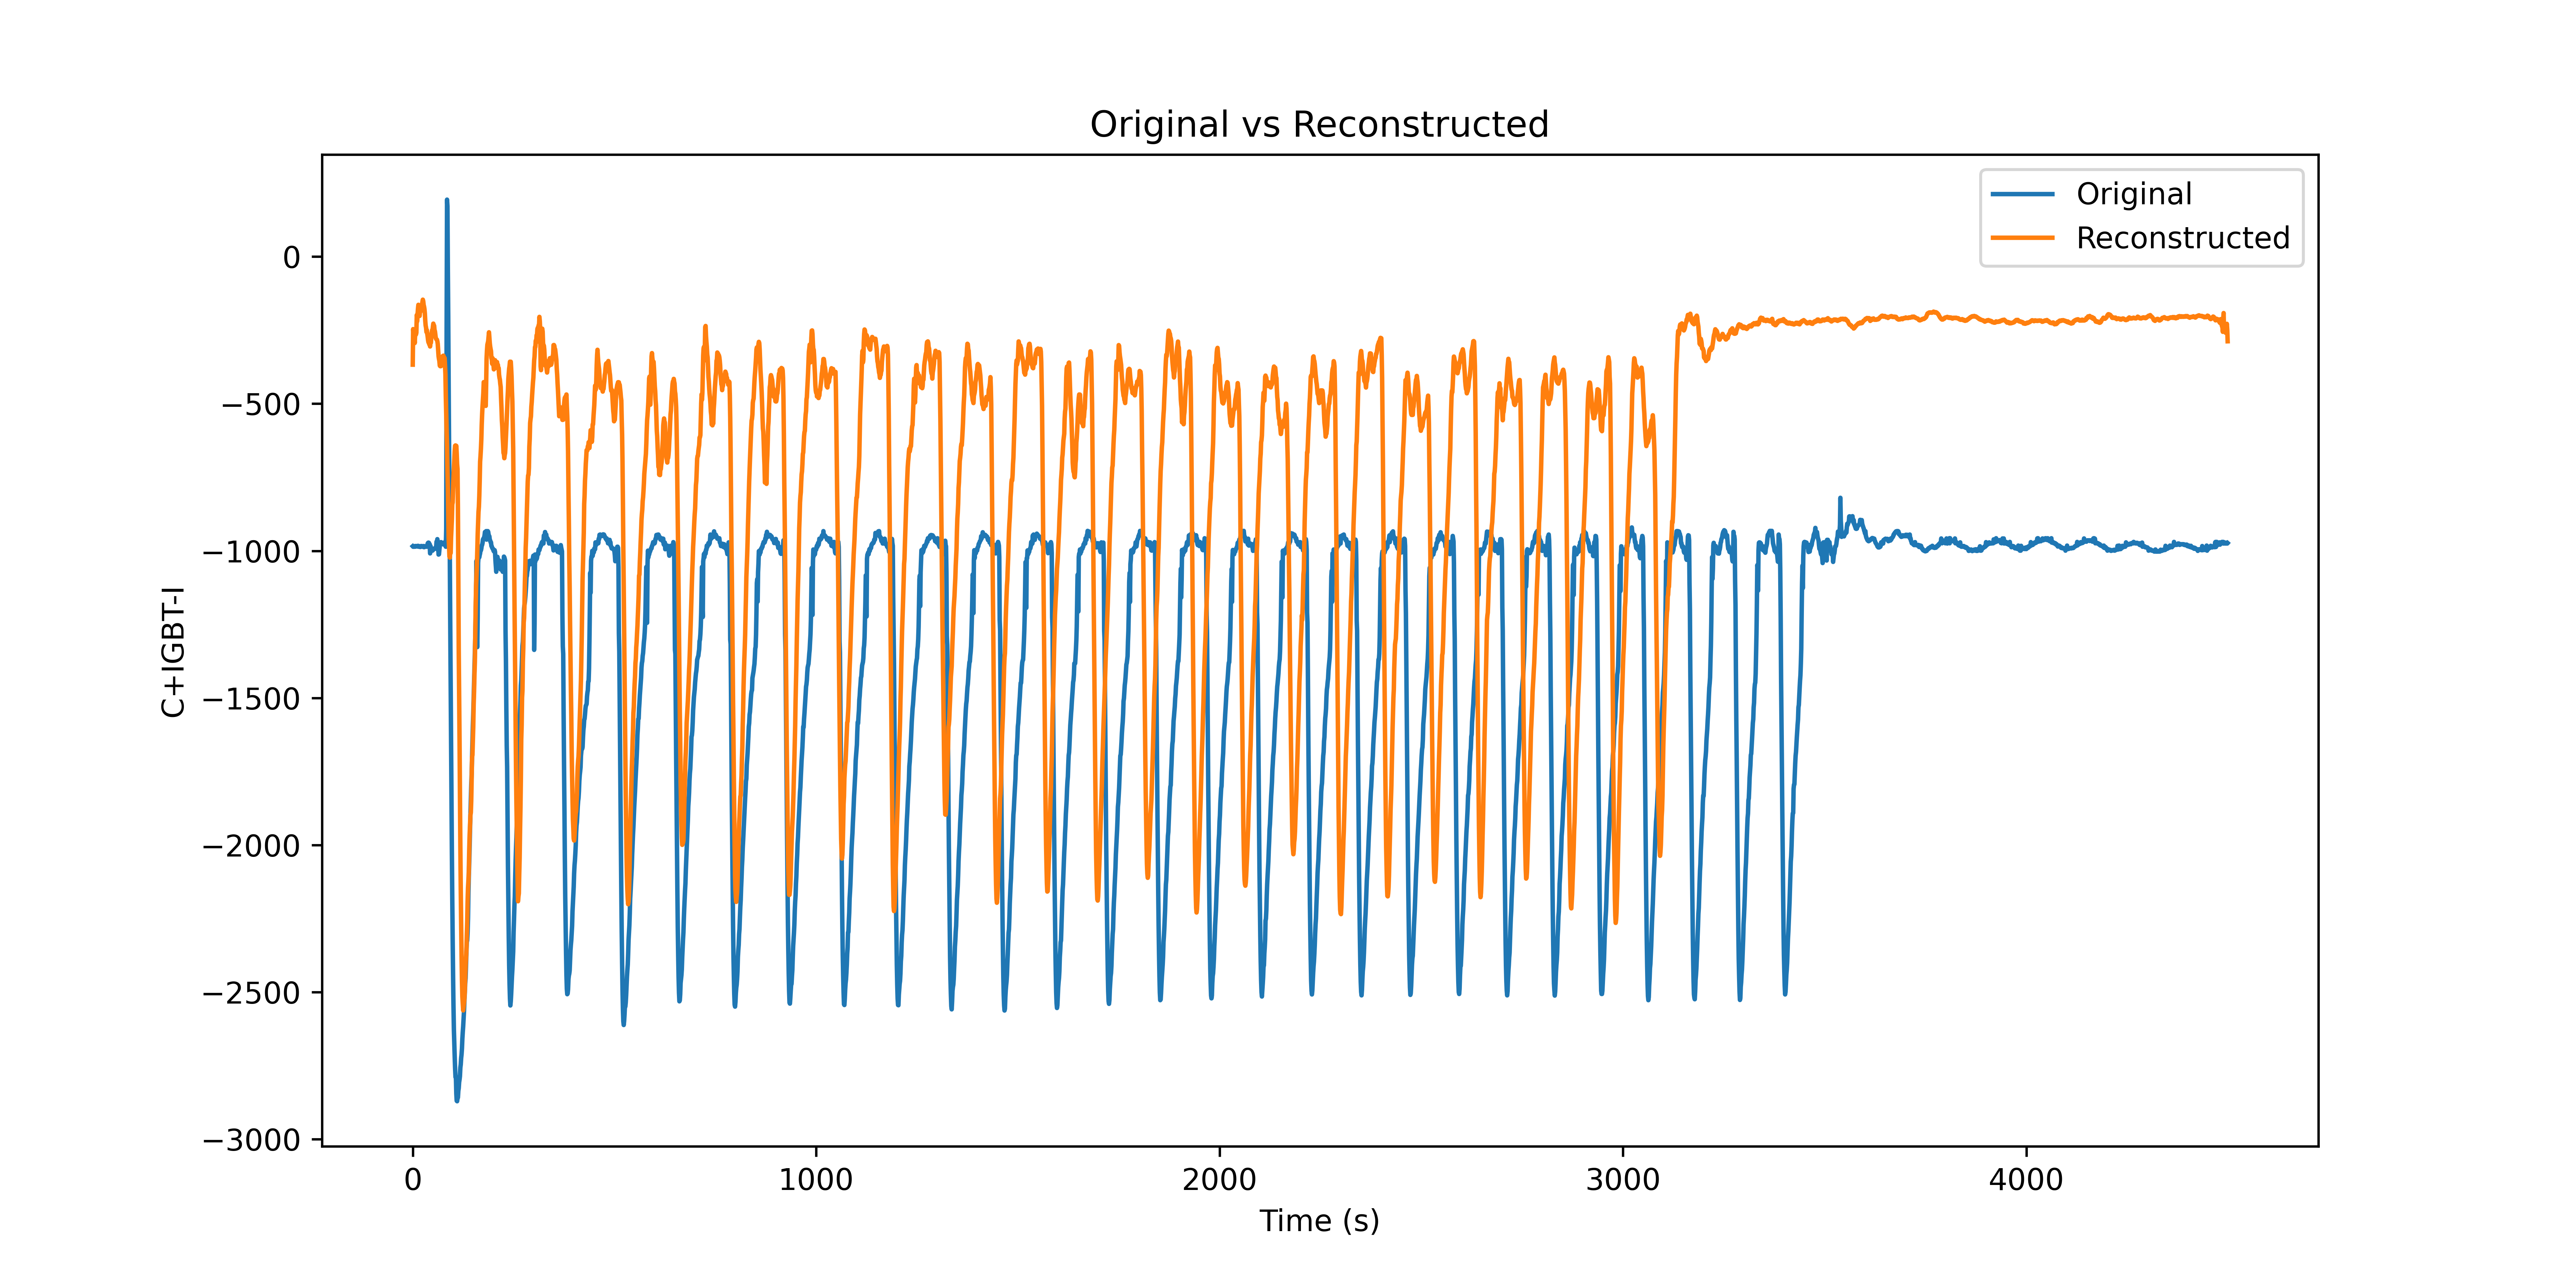 Original vs Reconstructed
Original
Reconstructed
0
−500
−1000
−1500
−2000
−2500
−3000
C+IGBT-I
0 1000 2000 3000 4000
Time (s)